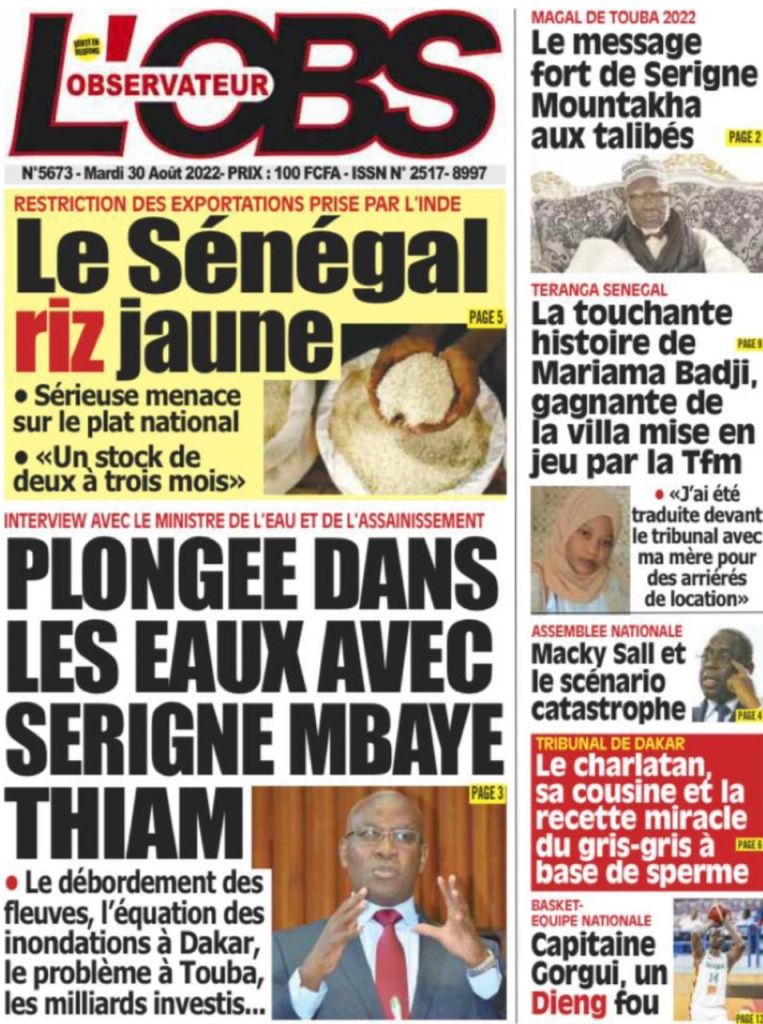 VENTE EN REGIONS
L'OBS
L'OBSERVATEUR
N°5673 - Mardi 30 Août 2022- PRIX : 100 FCFA - ISSN N° 2517- 8997
RESTRICTION DES EXPORTATIONS PRISE PAR L'INDE
Le Sénégal
riz jaune
PAGE 5
• Sérieuse menace
sur le plat national
• «Un stock de
deux à trois mois»
INTERVIEW AVEC LE MINISTRE DE L'EAU ET DE L'ASSAINISSEMENT
PLONGEE DANS
LES EAUX AVEC
SERIGNE MBAYE
THIAM
PAGE 3
• Le débordement des
fleuves, l'équation des
inondations à Dakar,
le problème à Touba,
les milliards investis...
MAGAL DE TOUBA 2022
Le message
fort de Serigne
Mountakha
aux talibés
PAGE 2
TERANGA SENEGAL
La touchante
histoire de
PAGE 9
Mariama Badji,
gagnante de
la villa mise en
jeu par la Tfm
• «J'ai été
traduite devant
le tribunal avec
ma mère pour
des arriérés
de location»
ASSEMBLEE NATIONALE
Macky Sall et
le scénario
catastrophe
PAGE 4
TRIBUNAL DE DAKAR
Le charlatan,
sa cousine et la
recette miracle
du gris-gris à
PAGE 6
base de sperme
BASKET-
EQUIPE NATIONALE
Capitaine
Gorgui, un
Dieng fou
14
PAGE 12